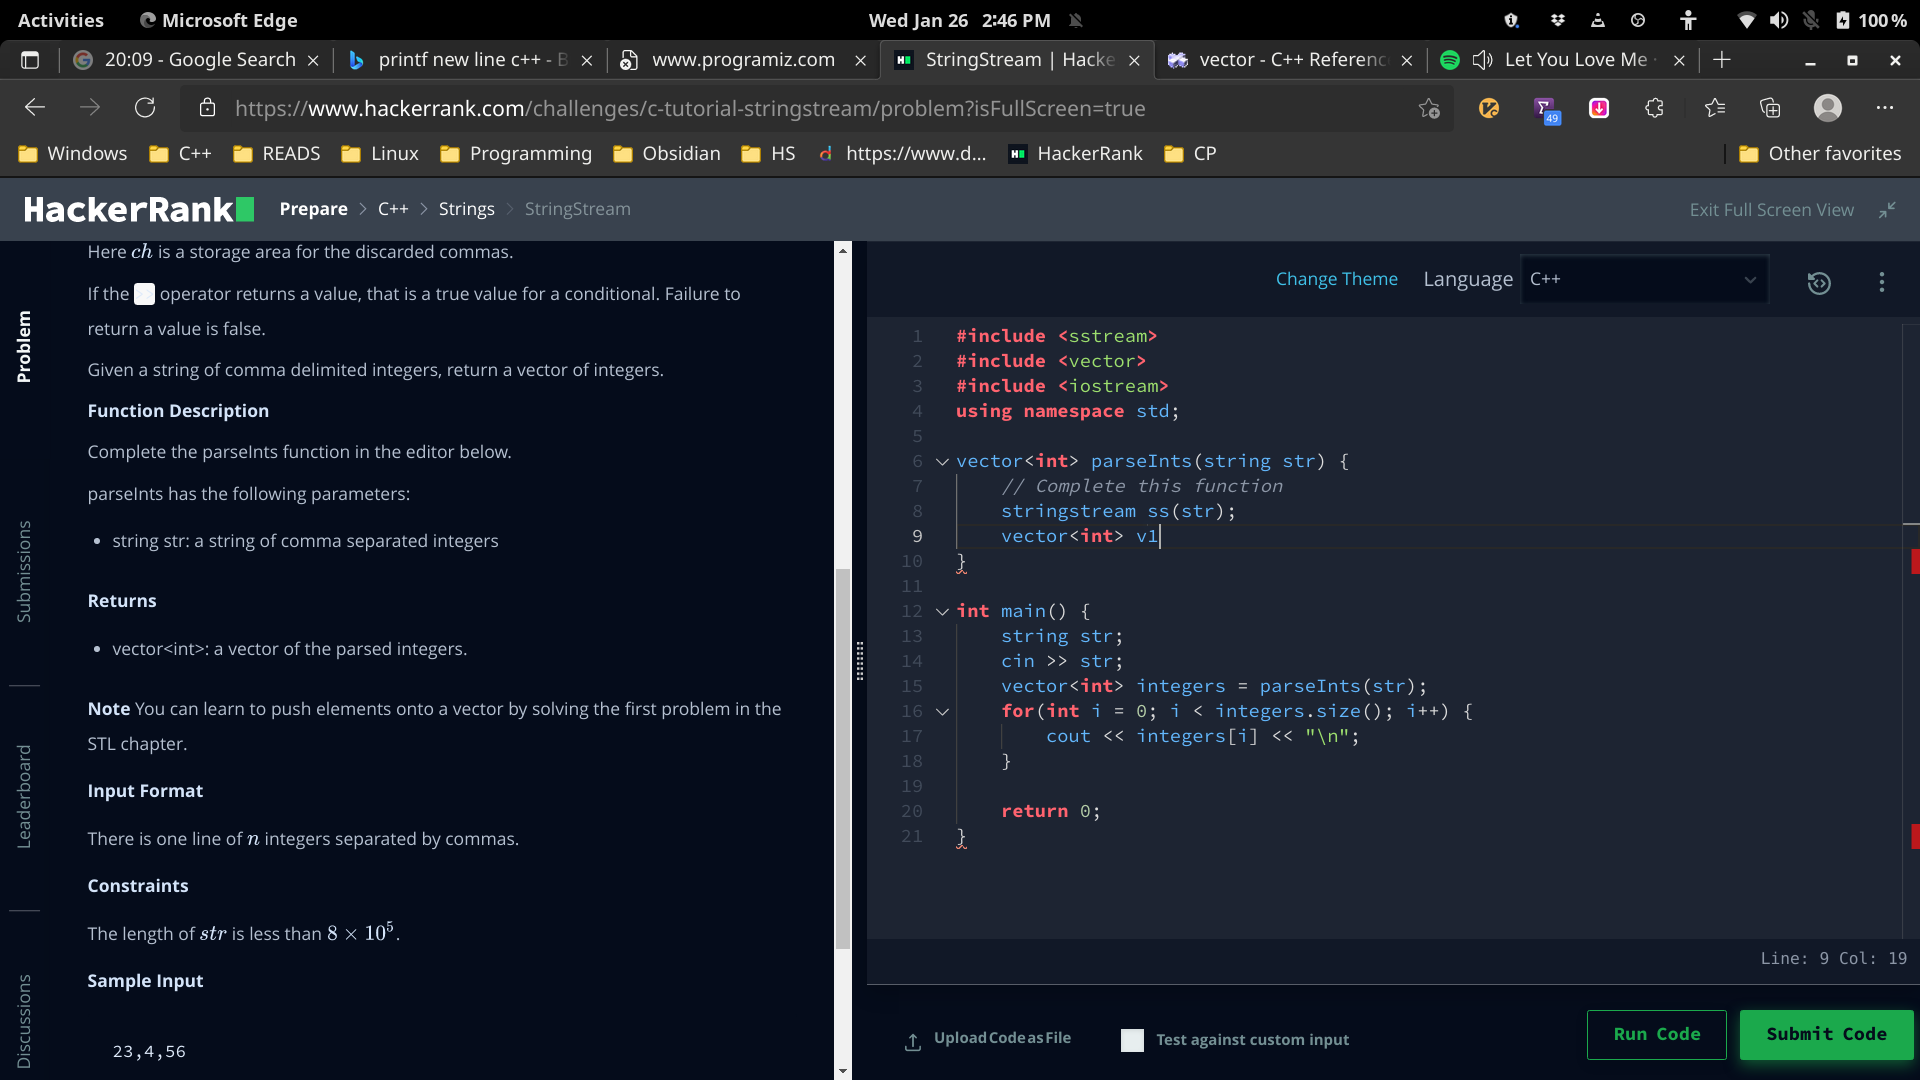 Activities Microsoft Edge Wed Jan 26 2:46 PM 100%
20:09 - Google Search printf new line c++ - B www.programiz.com StringStream | Hacke vector - C++ Referenc Let You Love Me
https://www.hackerrank.com/challenges/c-tutorial-stringstream/problem?isFullScreen=true 49
Windows C++ READS Linux Programming Obsidian HS https://www.d... HackerRank CP Other favorites
HackerRank Prepare > C++ > Strings > StringStream Exit Full Screen View
Problem
Submissions
Leaderboard
Discussions
Here ch is a storage area for the discarded commas.
If the operator returns a value, that is a true value for a conditional. Failure to
return a value is false.
Given a string of comma delimited integers, return a vector of integers.
Function Description
Complete the parseInts function in the editor below.
parseInts has the following parameters:
• string str: a string of comma separated integers
Returns
• vector<int>: a vector of the parsed integers.
Note You can learn to push elements onto a vector by solving the first problem in the
STL chapter.
Input Format
There is one line of n integers separated by commas.
Constraints
The length of str is less than 8 × 10⁵.
Sample Input
23,4,56
Change Theme Language C++
1 #include <sstream>
2 #include <vector>
3 #include <iostream>
4 using namespace std;
5
6 vector<int> parseInts(string str) {
7 // Complete this function
8 stringstream ss(str);
9 vector<int> v1
10 }
11
12 int main() {
13 string str;
14 cin >> str;
15 vector<int> integers = parseInts(str);
16 for(int i = 0; i < integers.size(); i++) {
17 cout << integers[i] << "\n";
18 }
19
20 return 0;
21 }
Line: 9 Col: 19
Upload Code as File Test against custom input Run Code Submit Code